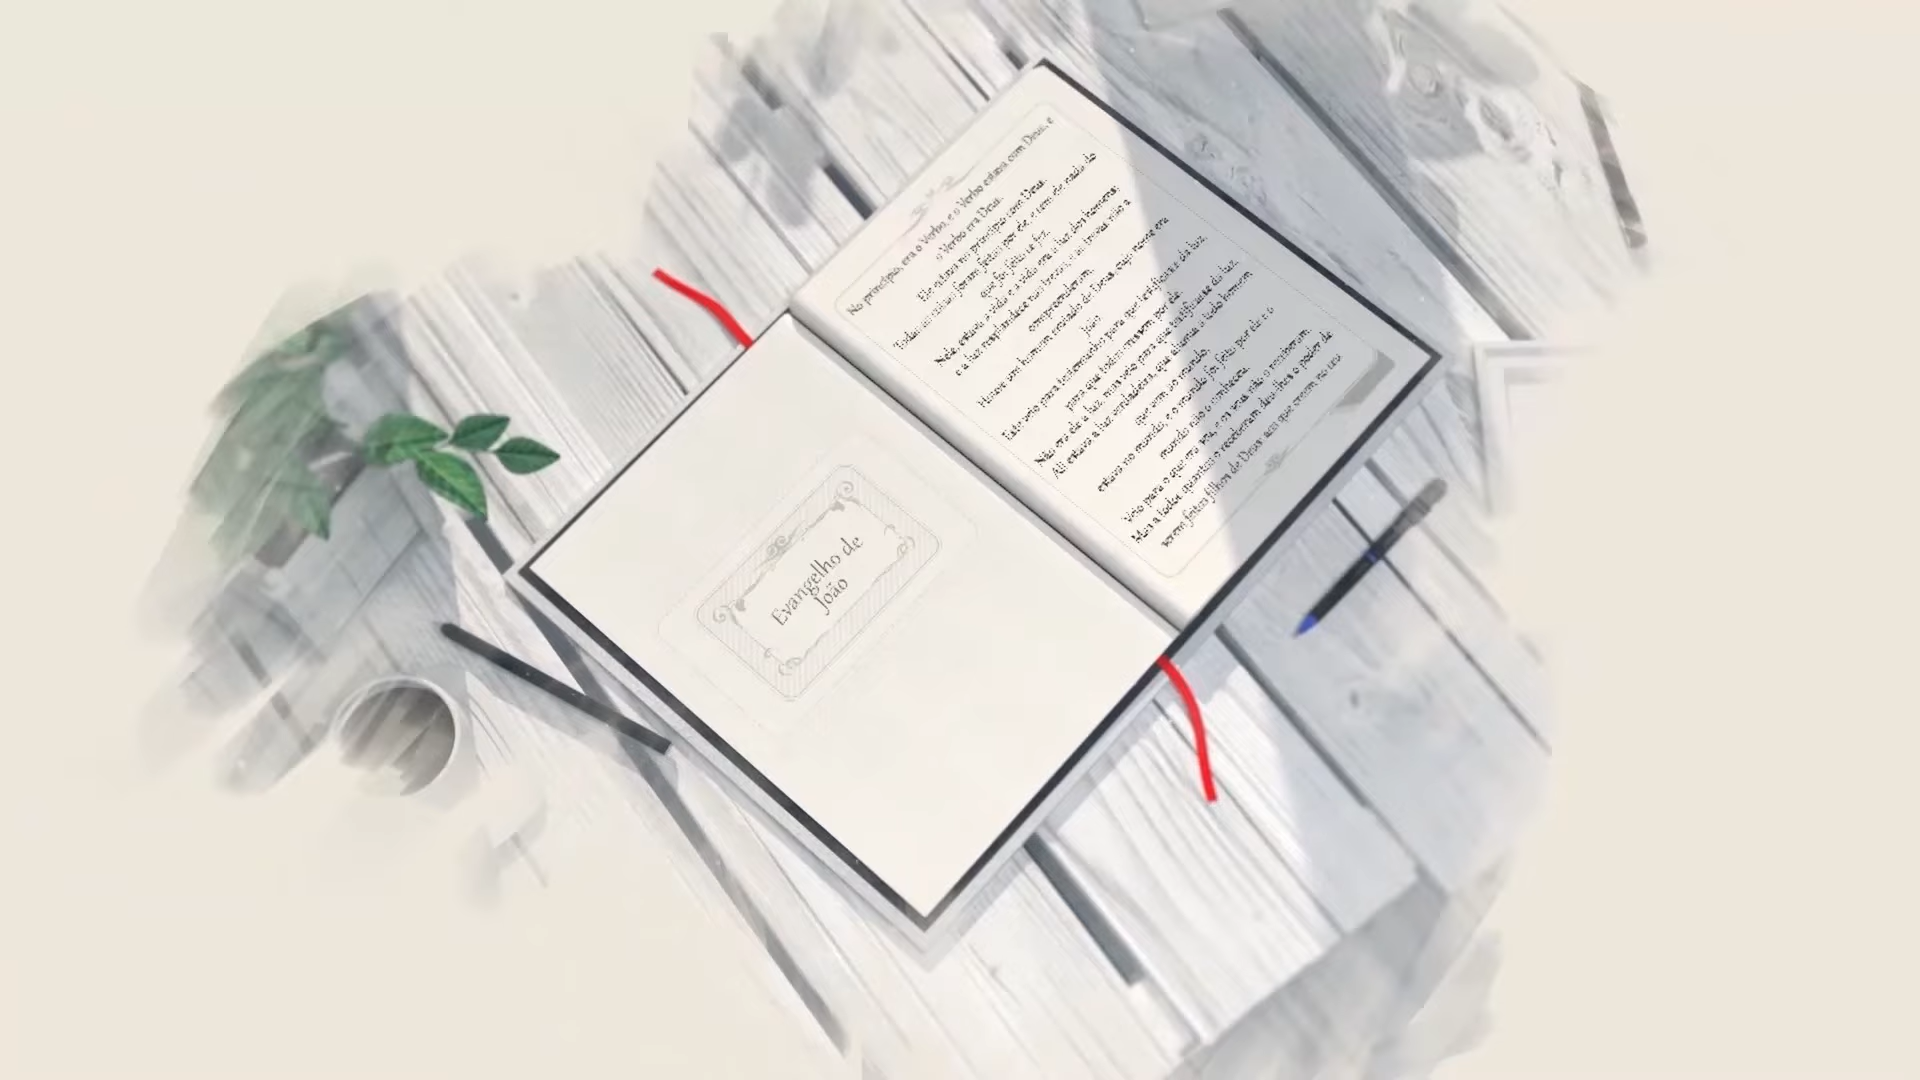 Evangelho de
João
No princípio, era o Verbo, e o Verbo estava com Deus, e
o Verbo era Deus.
Ele estava no princípio com Deus.
Todas as coisas foram feitas por ele, e sem ele nada do
que foi feito se fez.
Nele, estava a vida e a vida era a luz dos homens;
e a luz resplandece nas trevas, e as trevas não a
compreenderam.
Houve um homem enviado de Deus, cujo nome era
João.
Este veio para testemunho para que testificasse da luz,
para que todos cressem por ele.
Não era ele a luz, mas veio para que testificasse da luz.
Ali estava a luz verdadeira, que alumia a todo homem
que vem ao mundo,
estava no mundo, e o mundo foi feito por ele e o
mundo não o conheceu.
Veio para o que era seu, e os seus não o receberam.
Mas a todos quantos o receberam deu-lhes o poder de
serem feitos filhos de Deus: aos que creem no seu